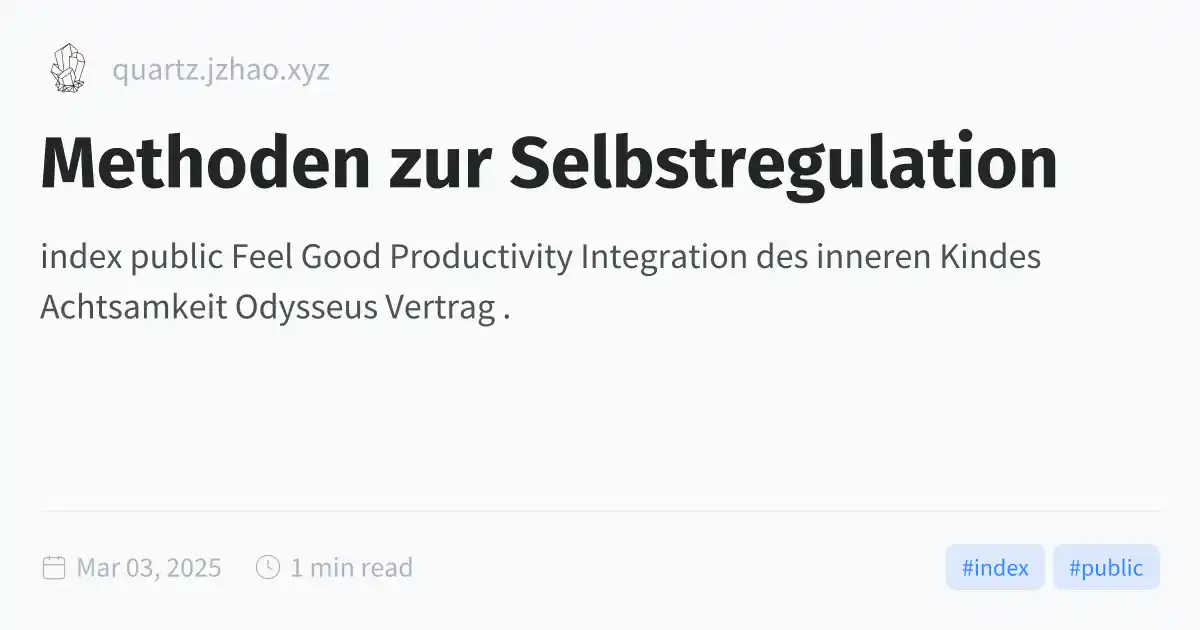 quartz.jzhao.xyz
Methoden zur Selbstregulation
index public Feel Good Productivity Integration des inneren Kindes
Achtsamkeit Odysseus Vertrag .
Mar 03, 2025
1 min read
#index
#public